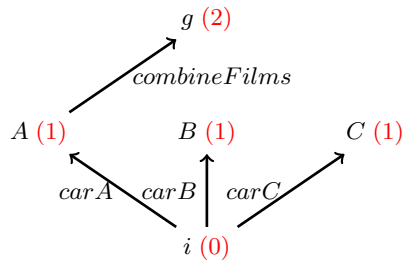 g (2)
combineFilms
A (1) B (1) C (1)
carA carB carC
i (0)